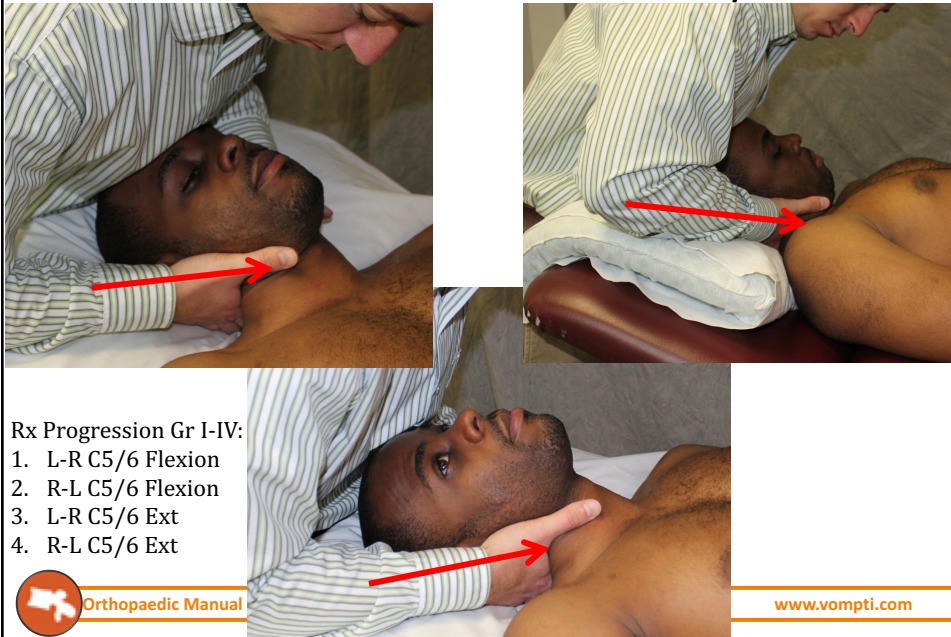 Rx Progression Gr I-IV:
1. L-R C5/6 Flexion
2. R-L C5/6 Flexion
3. L-R C5/6 Ext
4. R-L C5/6 Ext
Orthopaedic Manual
www.vompti.com